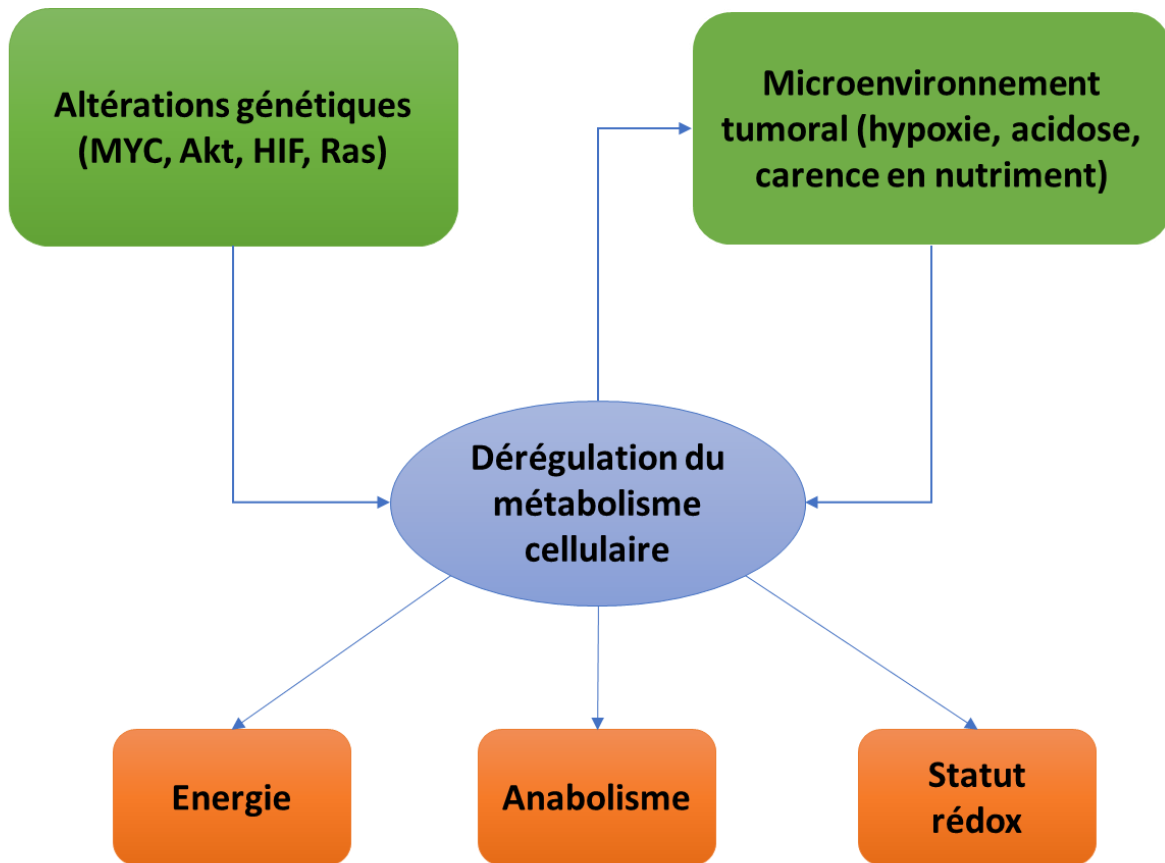 Altérations génétiques
(MYC, Akt, HIF, Ras)
Microenvironnement
tumoral (hypoxie, acidose,
carence en nutriment)
Dérégulation du
métabolisme
cellulaire
Energie
Anabolisme
Statut
rédox